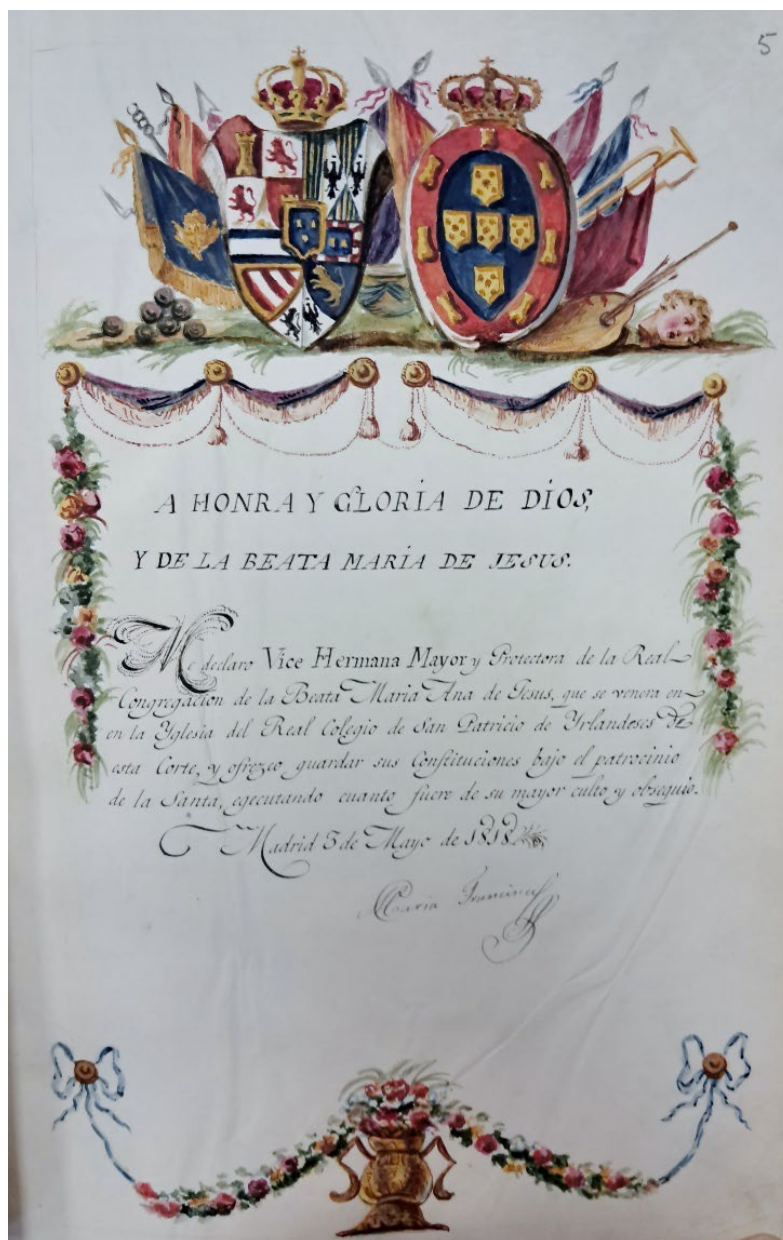 5
A HONRA Y GLORIA DE DIOS,
Y DE LA BEATA MARIA DE JESUS.
Me declaro Vice Hermana Mayor y Protectora de la Real
Congregacion de la Beata Maria Ana de Jesus, que se venera en
en la Yglesia del Real Colegio de San Patricio de Yrlandeses de
esta Corte, y ofrezco guardar sus Constituciones bajo el patrocinio
de la Santa, egecutando cuanto fuere de su mayor culto y obsequio.
Madrid 3 de Mayo de 1818
Maria Francisca